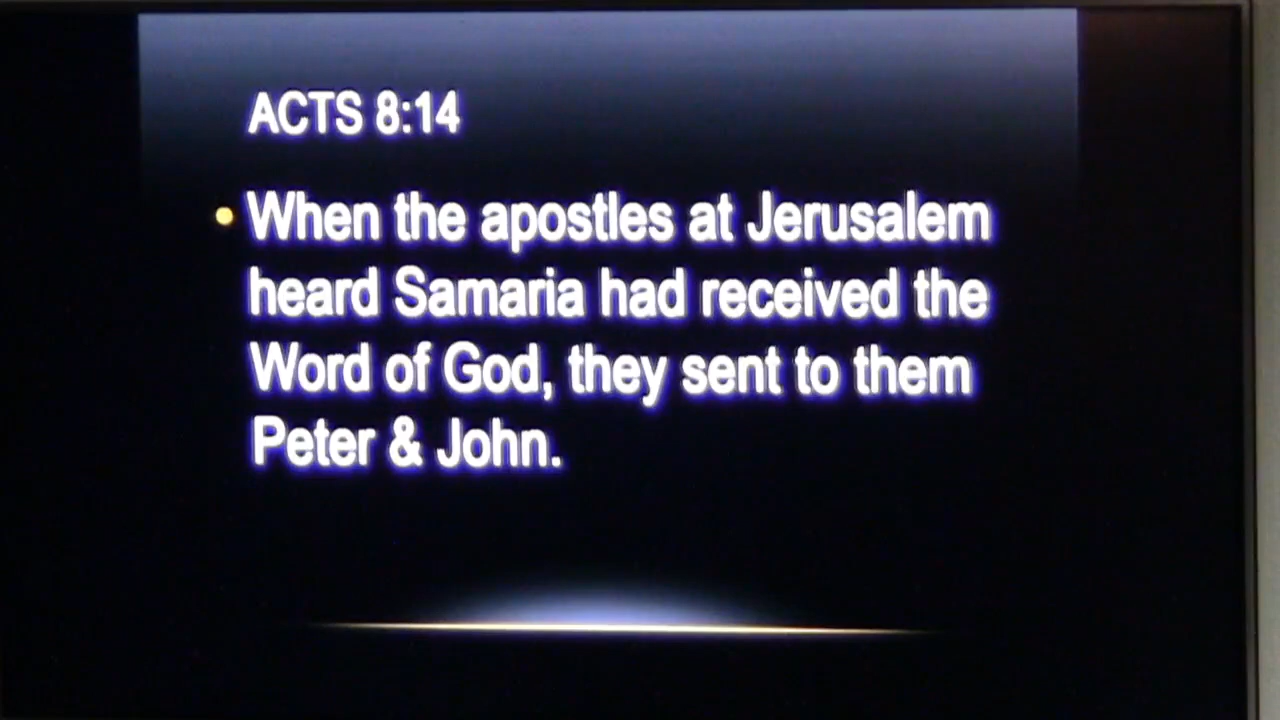 ACTS 8:14
• When the apostles at Jerusalem
heard Samaria had received the
Word of God, they sent to them
Peter & John.